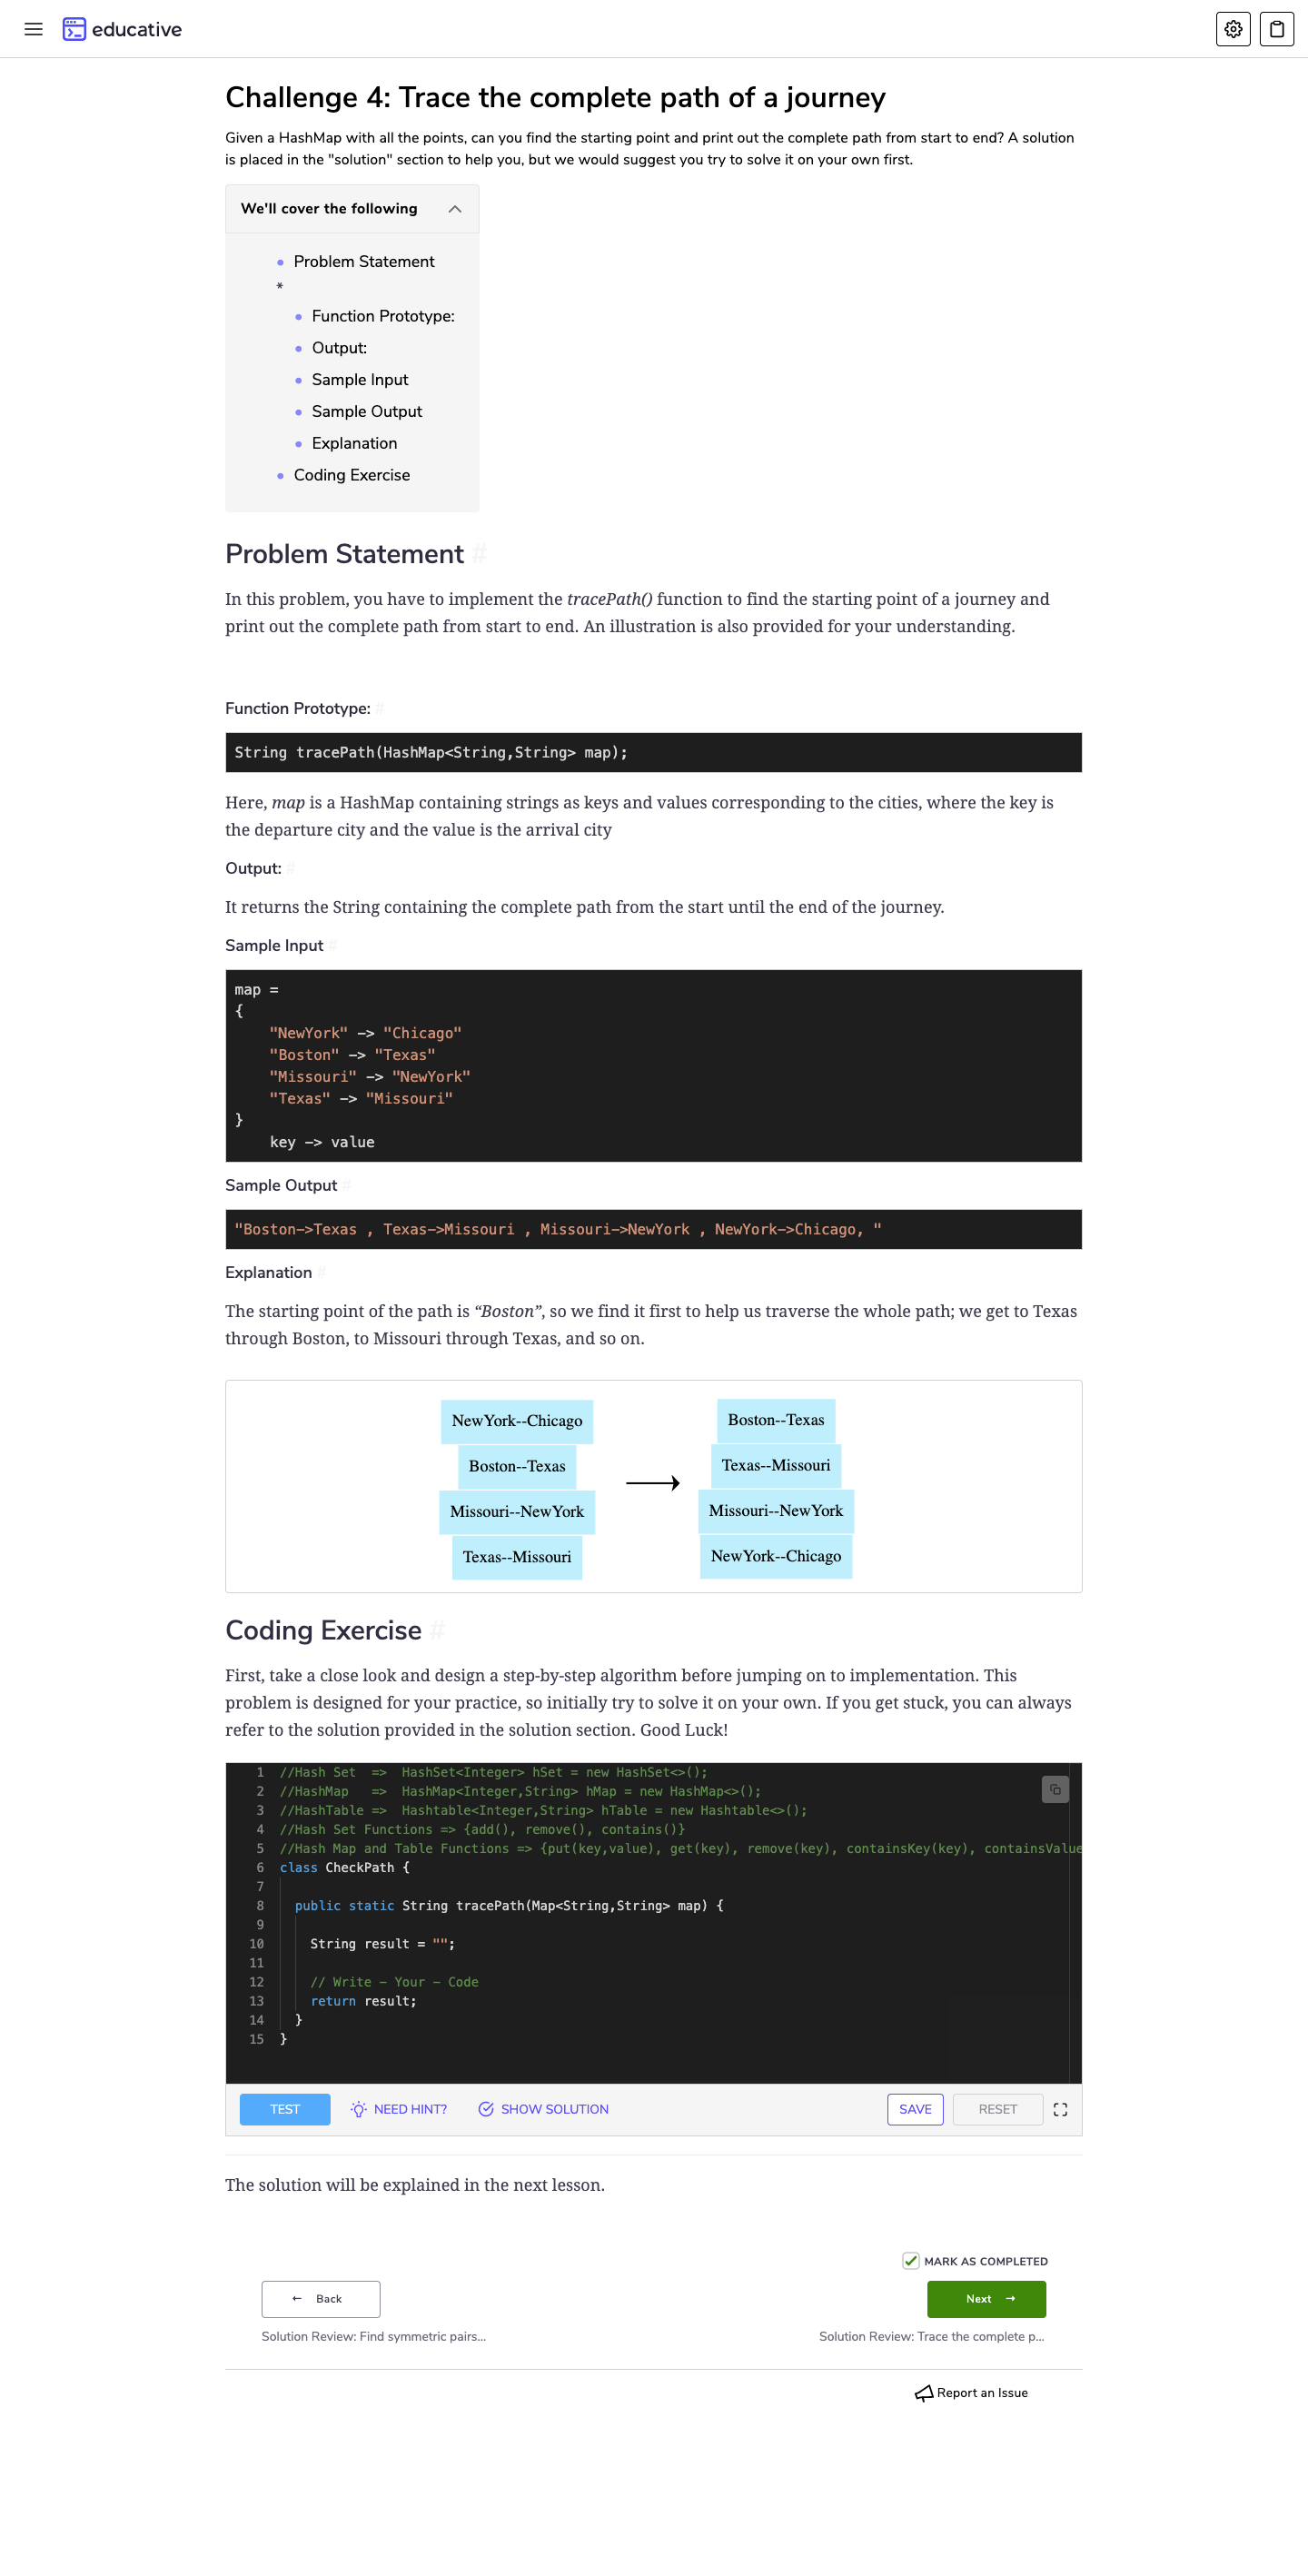 educative
Challenge 4: Trace the complete path of a journey
Given a HashMap with all the points, can you find the starting point and print out the complete path from start to end? A solution
is placed in the "solution" section to help you, but we would suggest you try to solve it on your own first.
We'll cover the following
Problem Statement
*
Function Prototype:
Output:
Sample Input
Sample Output
Explanation
Coding Exercise
Problem Statement #
In this problem, you have to implement the tracePath() function to find the starting point of a journey and
print out the complete path from start to end. An illustration is also provided for your understanding.
Function Prototype: #
String tracePath(HashMap<String,String> map);
Here, map is a HashMap containing strings as keys and values corresponding to the cities, where the key is
the departure city and the value is the arrival city
Output: #
It returns the String containing the complete path from the start until the end of the journey.
Sample Input #
map =
{
"NewYork" -> "Chicago"
"Boston" -> "Texas"
"Missouri" -> "NewYork"
"Texas" -> "Missouri"
}
key -> value
Sample Output #
"Boston->Texas , Texas->Missouri , Missouri->NewYork , NewYork->Chicago, "
Explanation #
The starting point of the path is “Boston”, so we find it first to help us traverse the whole path; we get to Texas
through Boston, to Missouri through Texas, and so on.
NewYork--Chicago
Boston--Texas
Missouri--NewYork
Texas--Missouri
Boston--Texas
Texas--Missouri
Missouri--NewYork
NewYork--Chicago
Coding Exercise #
First, take a close look and design a step-by-step algorithm before jumping on to implementation. This
problem is designed for your practice, so initially try to solve it on your own. If you get stuck, you can always
refer to the solution provided in the solution section. Good Luck!
1 //Hash Set  =>  HashSet<Integer> hSet = new HashSet<>();
2 //HashMap   =>  HashMap<Integer,String> hMap = new HashMap<>();
3 //HashTable =>  Hashtable<Integer,String> hTable = new Hashtable<>();
4 //Hash Set Functions => {add(), remove(), contains()}
5 //Hash Map and Table Functions => {put(key,value), get(key), remove(key), containsKey(key), containsValue
6 class CheckPath {
7
8 public static String tracePath(Map<String,String> map) {
9
10 String result = "";
11
12 // Write - Your - Code
13 return result;
14 }
15 }
TEST NEED HINT? SHOW SOLUTION SAVE RESET
The solution will be explained in the next lesson.
MARK AS COMPLETED
← Back
Next →
Solution Review: Find symmetric pairs...
Solution Review: Trace the complete p...
Report an Issue